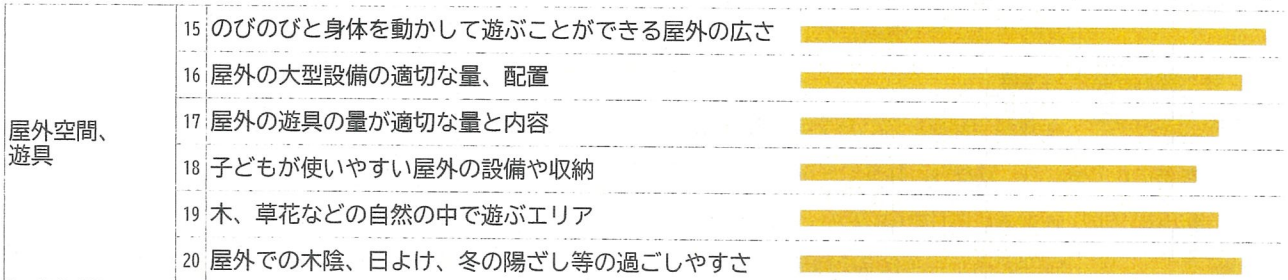 屋外空間、
遊具
15 のびのびと身体を動かして遊ぶことができる屋外の広さ
16 屋外の大型設備の適切な量、配置
17 屋外の遊具の量が適切な量と内容
18 子どもが使いやすい屋外の設備や収納
19 木、草花などの自然の中で遊ぶエリア
20 屋外での木陰、日よけ、冬の陽ざし等の過ごしやすさ